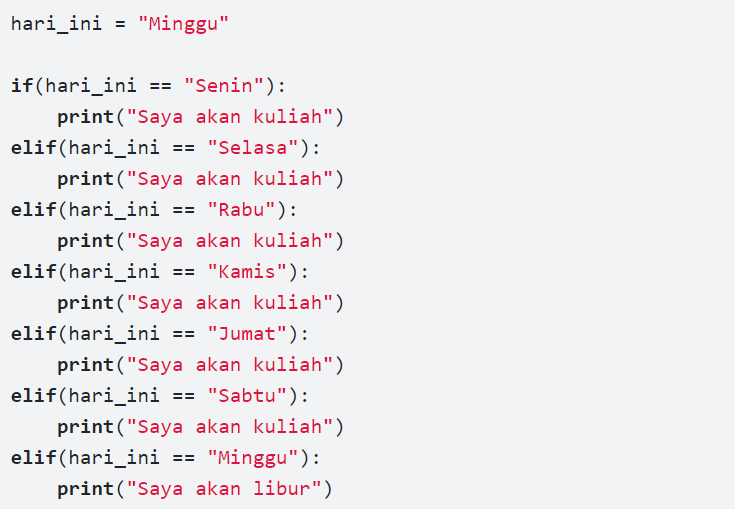 hari_ini = "Minggu"
if(hari_ini == "Senin"):
print("Saya akan kuliah")
elif(hari_ini == "Selasa"):
print("Saya akan kuliah")
elif(hari_ini == "Rabu"):
print("Saya akan kuliah")
elif(hari_ini == "Kamis"):
print("Saya akan kuliah")
elif(hari_ini == "Jumat"):
print("Saya akan kuliah")
elif(hari_ini == "Sabtu"):
print("Saya akan kuliah")
elif(hari_ini == "Minggu"):
print("Saya akan libur")